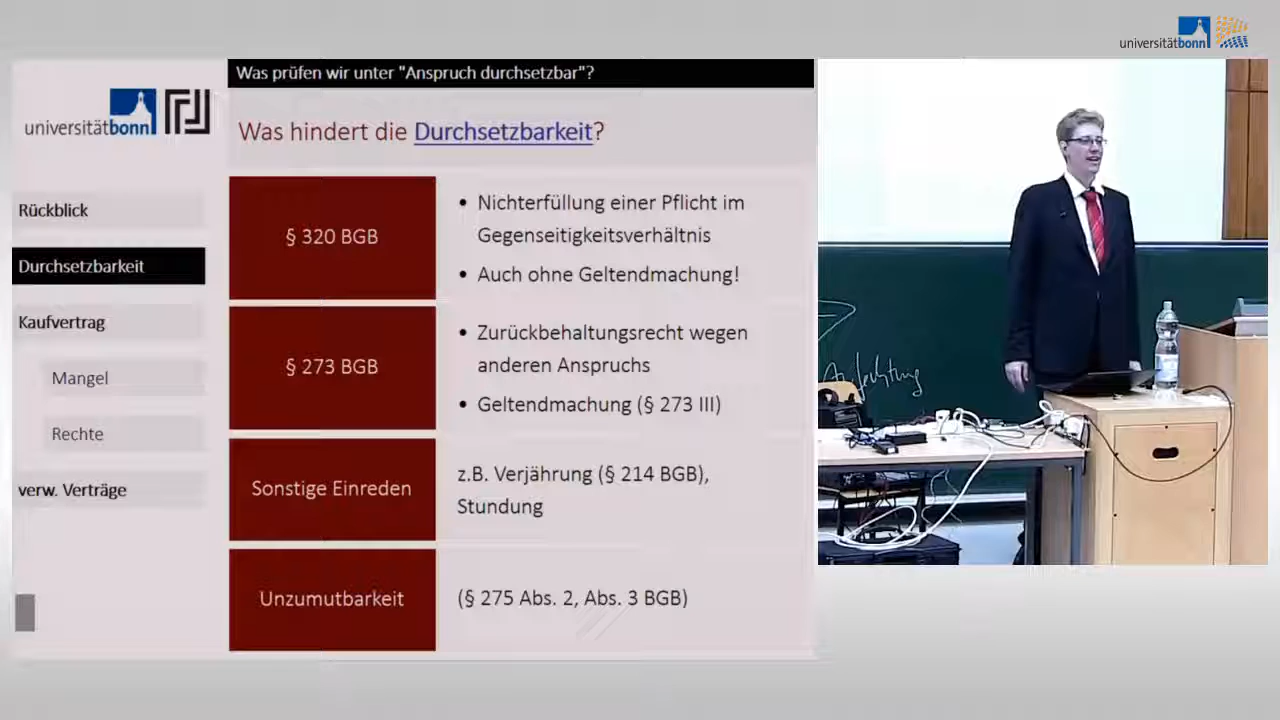 universitätbonn
Was prüfen wir unter "Anspruch durchsetzbar"?
universitätbonn
Was hindert die Durchsetzbarkeit?
Rückblick
Durchsetzbarkeit
Kaufvertrag
Mangel
Rechte
verw. Verträge
§ 320 BGB
• Nichterfüllung einer Pflicht im
Gegenseitigkeitsverhältnis
• Auch ohne Geltendmachung!
§ 273 BGB
• Zurückbehaltungsrecht wegen
anderen Anspruchs
• Geltendmachung (§ 273 III)
Sonstige Einreden
z.B. Verjährung (§ 214 BGB),
Stundung
Unzumutbarkeit
(§ 275 Abs. 2, Abs. 3 BGB)
Anfechtung